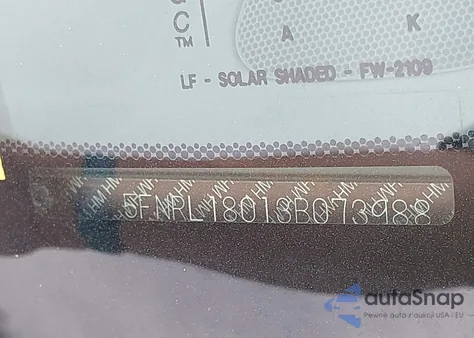 G
C
™
A K
LF - SOLAR SHADED - FW-2109
5FNRL18013B073988
autoSnap
Pewne auta z aukcji USA i EU